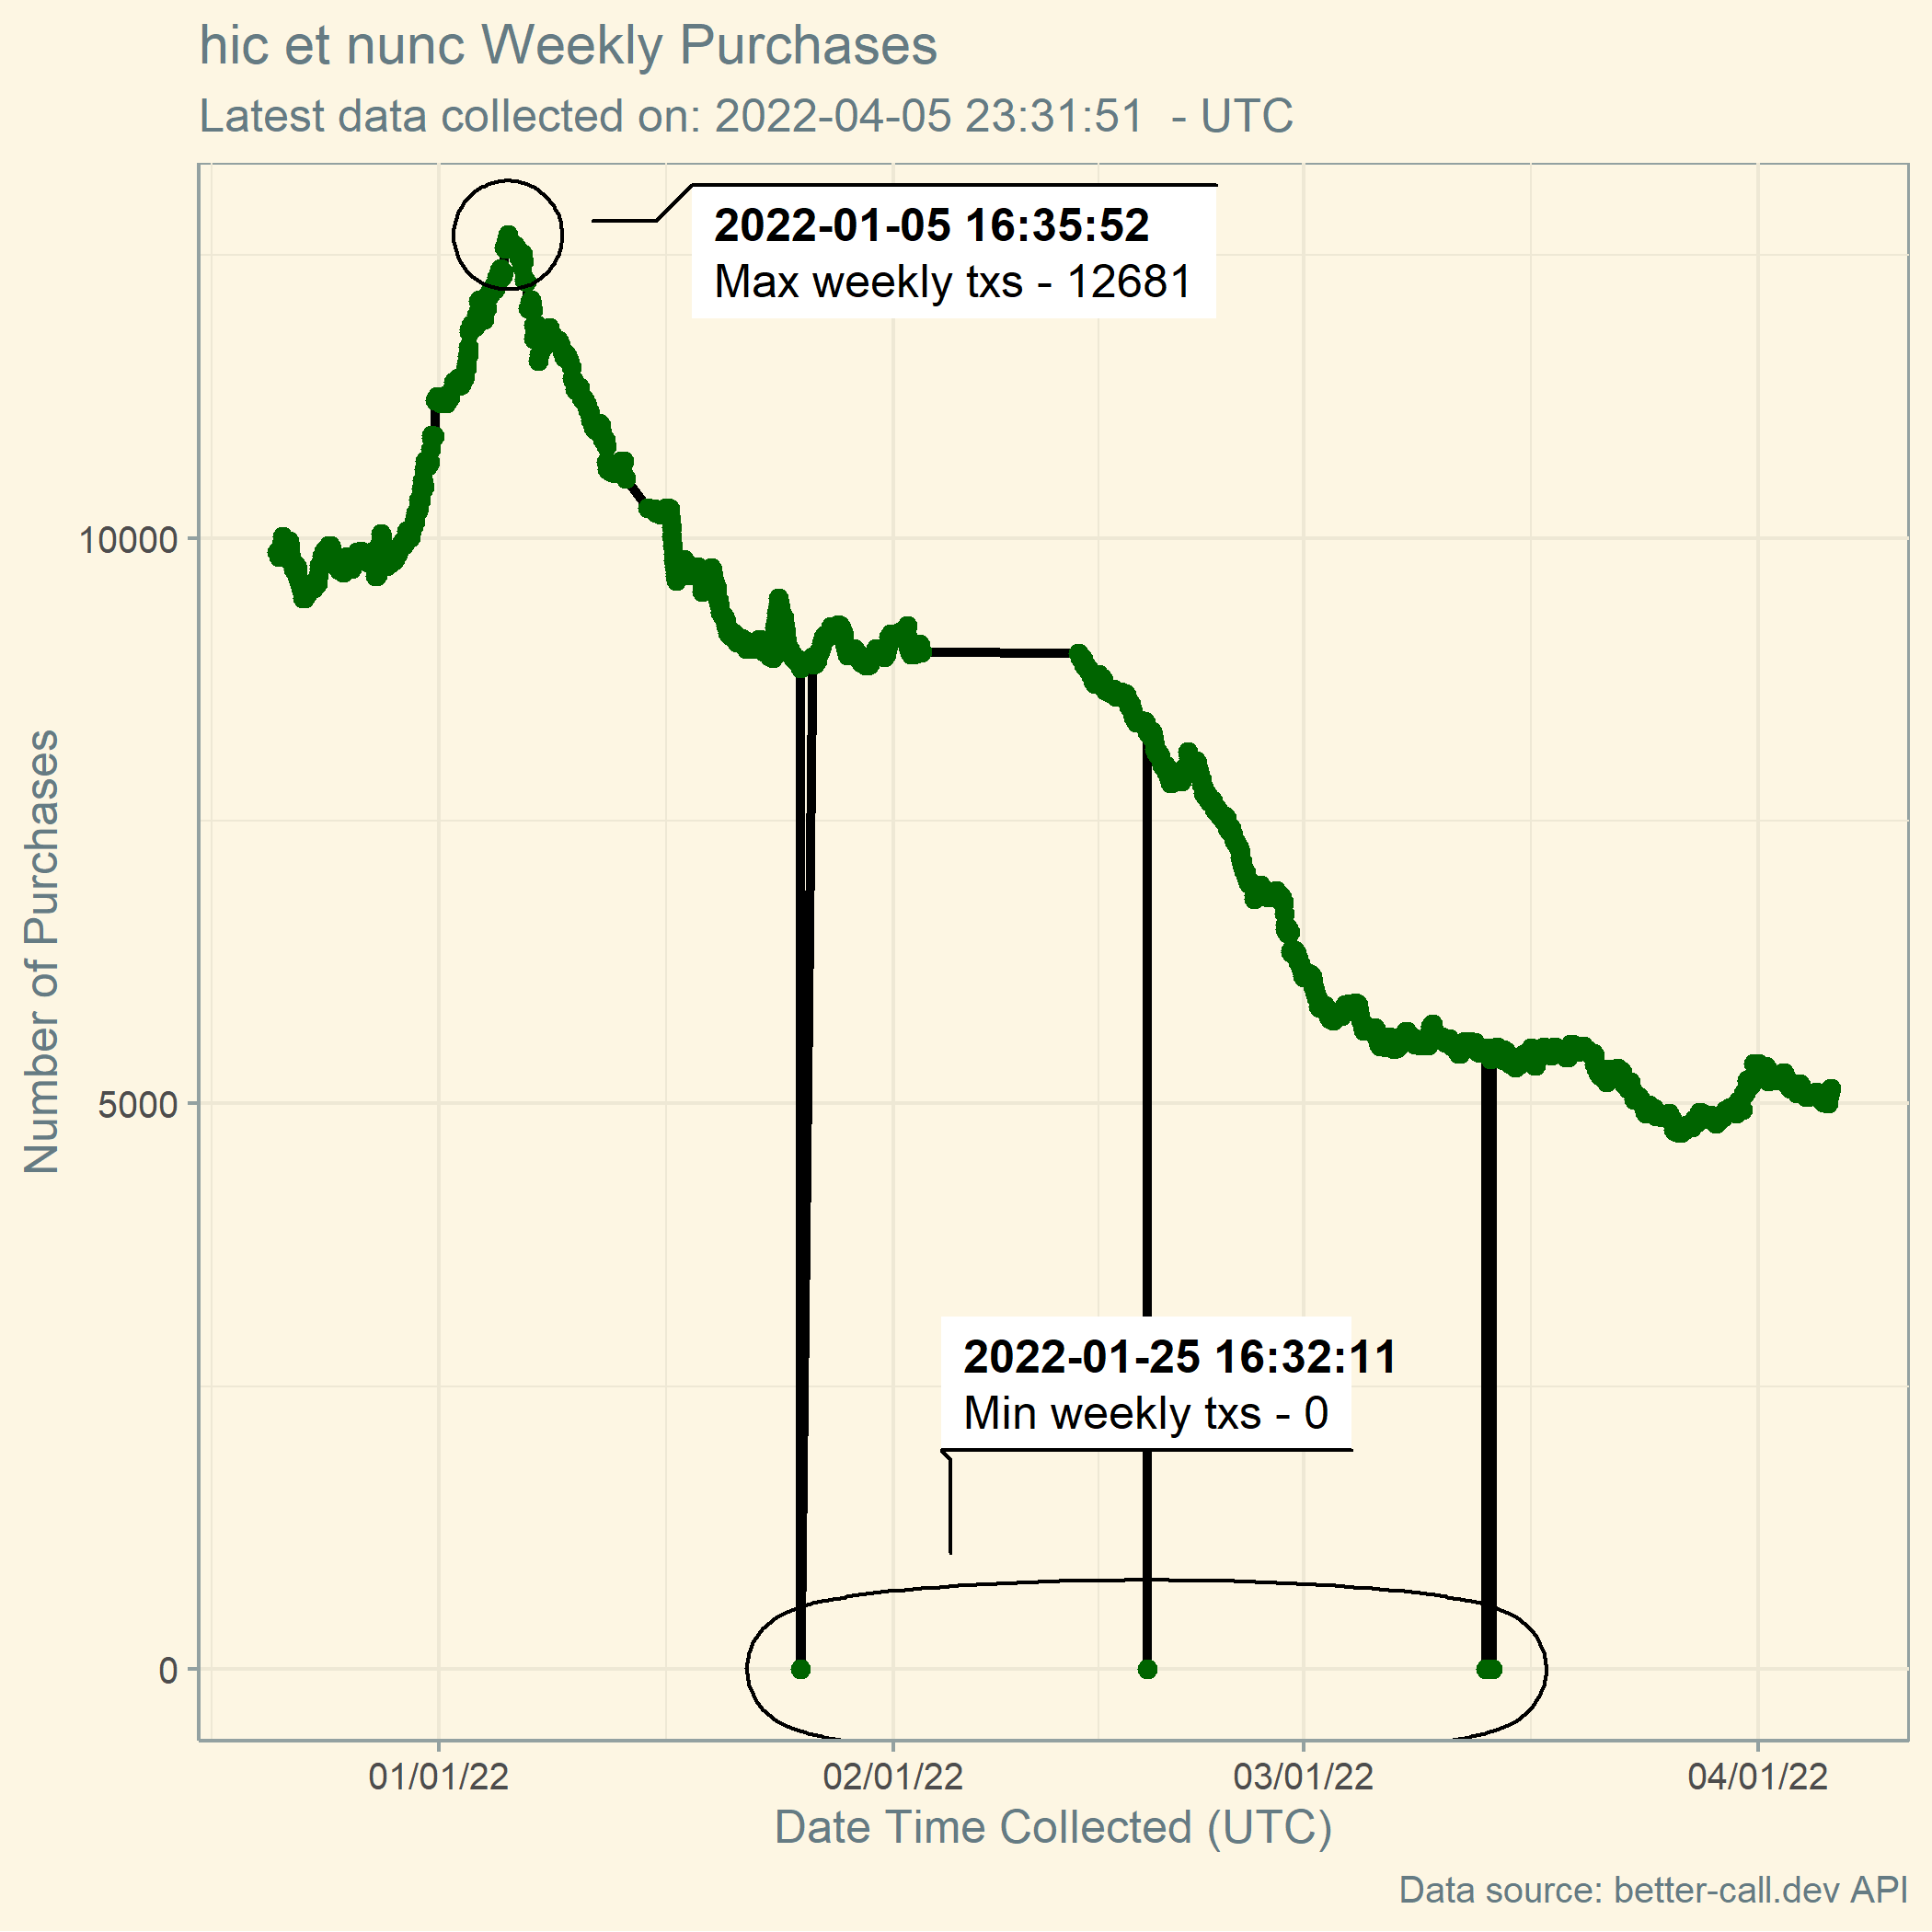 hic et nunc Weekly Purchases
Latest data collected on: 2022-04-05 23:31:51  - UTC
2022-01-05 16:35:52
Max weekly txs - 12681
10000
5000
0
Number of Purchases
2022-01-25 16:32:11
Min weekly txs - 0
01/01/22
02/01/22
03/01/22
04/01/22
Date Time Collected (UTC)
Data source: better-call.dev API